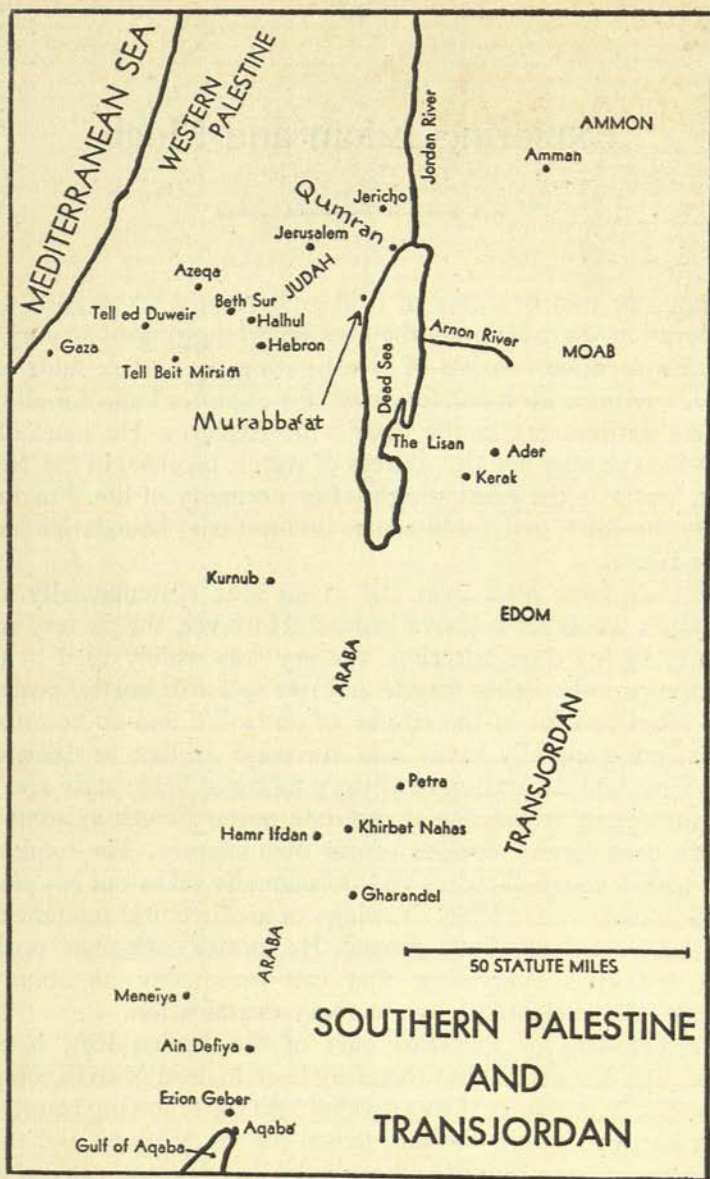 MEDITERRANEAN SEA
WESTERN
PALESTINE
Jordan River
AMMON
Amman
Jericho
Qumran
Jerusalem
JUDAH
Azeqa
Beth Sur
Halhul
Tell ed Duweir
Hebron
Gaza
Tell Beit Mirsim
Arnon River
MOAB
Dead Sea
Murabbaʿat
The Lisan
Ader
Kerak
Kurnub
EDOM
ARABA
TRANSJORDAN
Petra
Hamr Ifdan
Khirbet Nahas
Gharandel
ARABA
50 STATUTE MILES
Meneïya
SOUTHERN PALESTINE
AND
TRANSJORDAN
Ain Defiya
Ezion Geber
Aqaba
Gulf of Aqaba